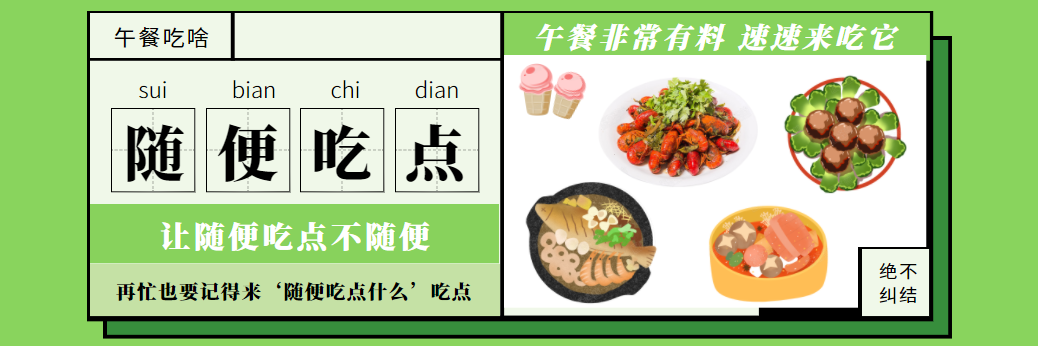 午餐吃啥
sui bian chi dian
随便吃点
让随便吃点不随便
再忙也要记得来‘随便吃点什么’吃点
午餐非常有料 速速来吃它
绝不
纠结